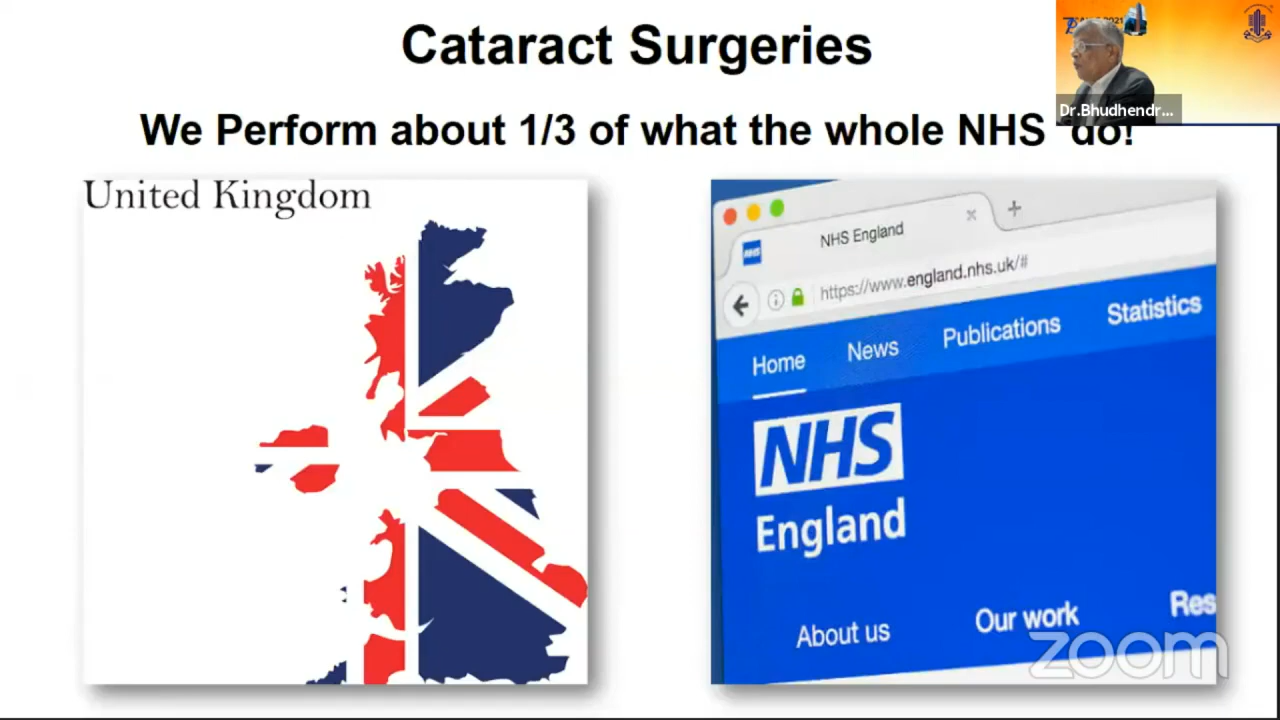 Cataract Surgeries
We Perform about 1/3 of what the whole NHS do!
Dr.Bhudhendr...
United Kingdom
NHS
NHS England
https://www.england.nhs.uk/#
Home
News
Publications
Statistics
NHS
England
About us
Our work
Res
zoom